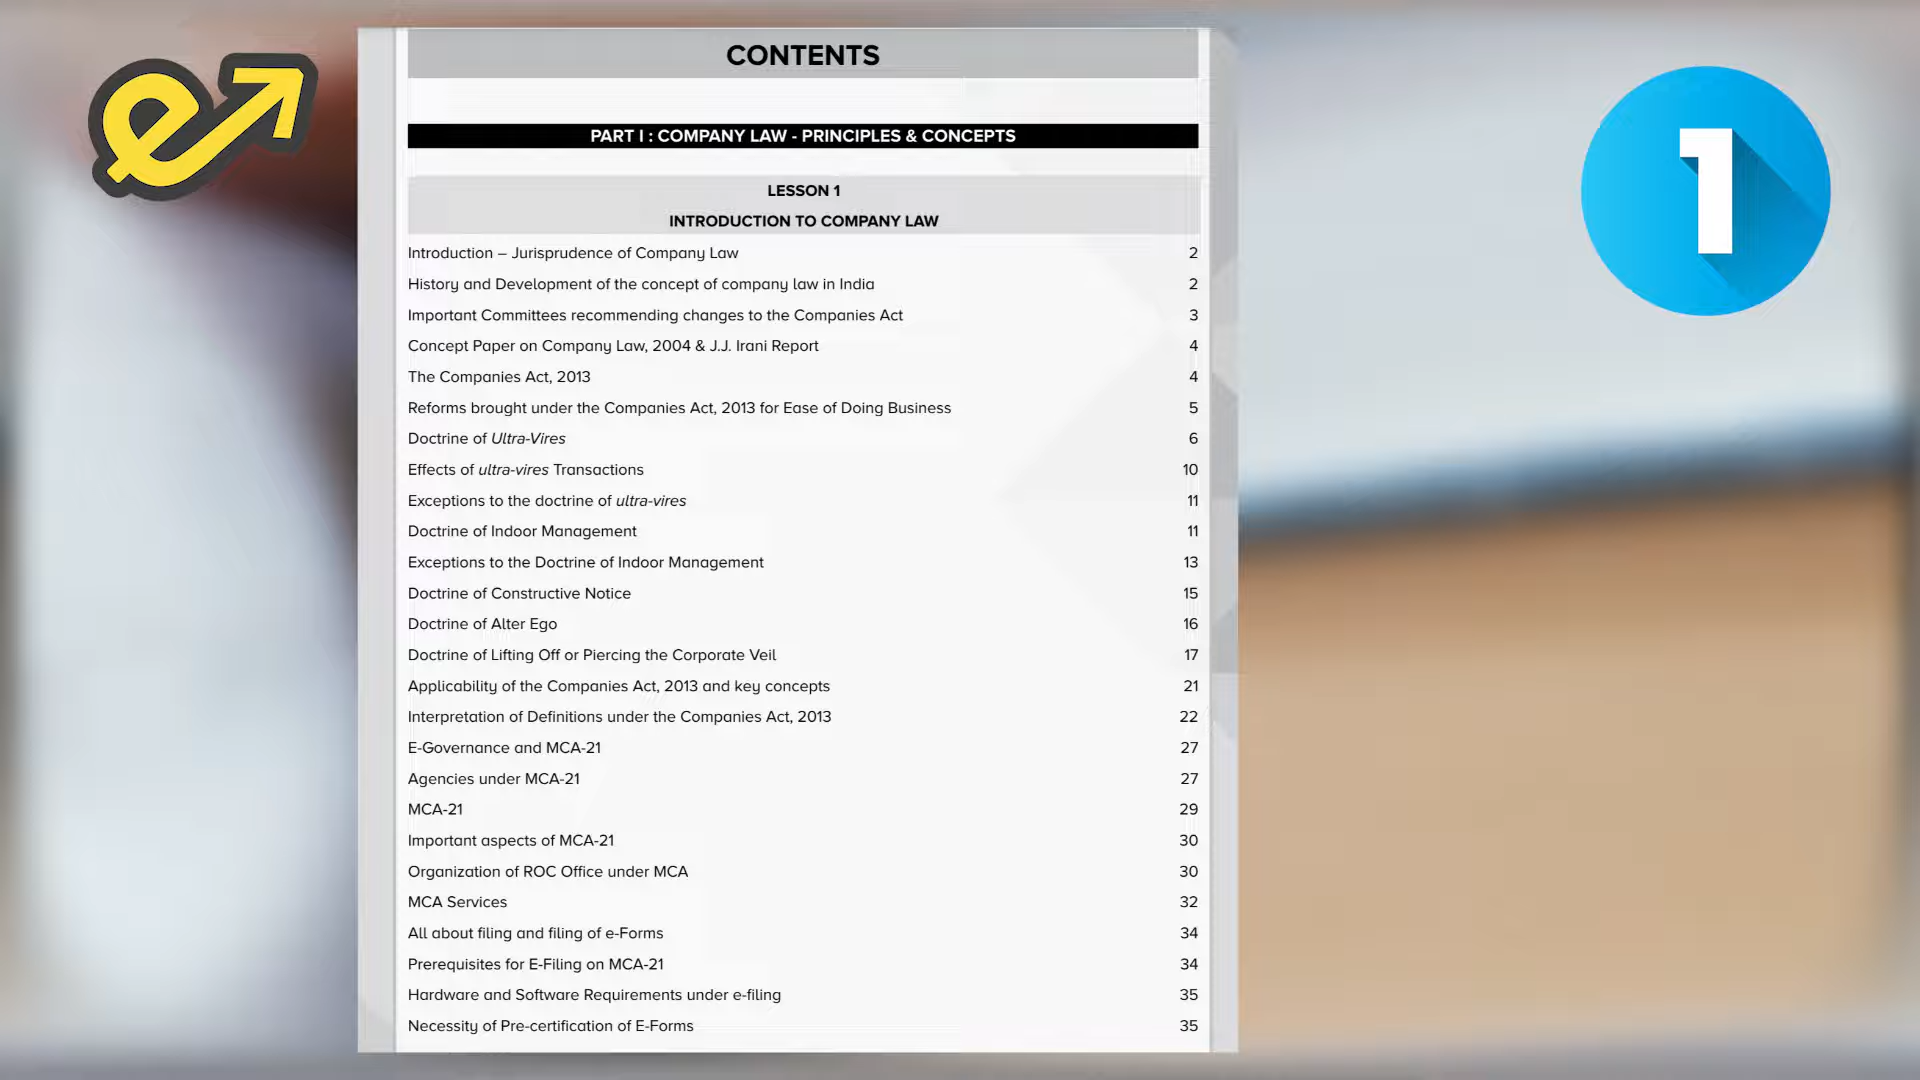 CONTENTS
PART I : COMPANY LAW - PRINCIPLES & CONCEPTS
LESSON 1
INTRODUCTION TO COMPANY LAW
Introduction – Jurisprudence of Company Law 2
History and Development of the concept of company law in India 2
Important Committees recommending changes to the Companies Act 3
Concept Paper on Company Law, 2004 & J.J. Irani Report 4
The Companies Act, 2013 4
Reforms brought under the Companies Act, 2013 for Ease of Doing Business 5
Doctrine of Ultra-Vires 6
Effects of ultra-vires Transactions 10
Exceptions to the doctrine of ultra-vires 11
Doctrine of Indoor Management 11
Exceptions to the Doctrine of Indoor Management 13
Doctrine of Constructive Notice 15
Doctrine of Alter Ego 16
Doctrine of Lifting Off or Piercing the Corporate Veil 17
Applicability of the Companies Act, 2013 and key concepts 21
Interpretation of Definitions under the Companies Act, 2013 22
E-Governance and MCA-21 27
Agencies under MCA-21 27
MCA-21 29
Important aspects of MCA-21 30
Organization of ROC Office under MCA 30
MCA Services 32
All about filing and filing of e-Forms 34
Prerequisites for E-Filing on MCA-21 34
Hardware and Software Requirements under e-filing 35
Necessity of Pre-certification of E-Forms 35
e
1